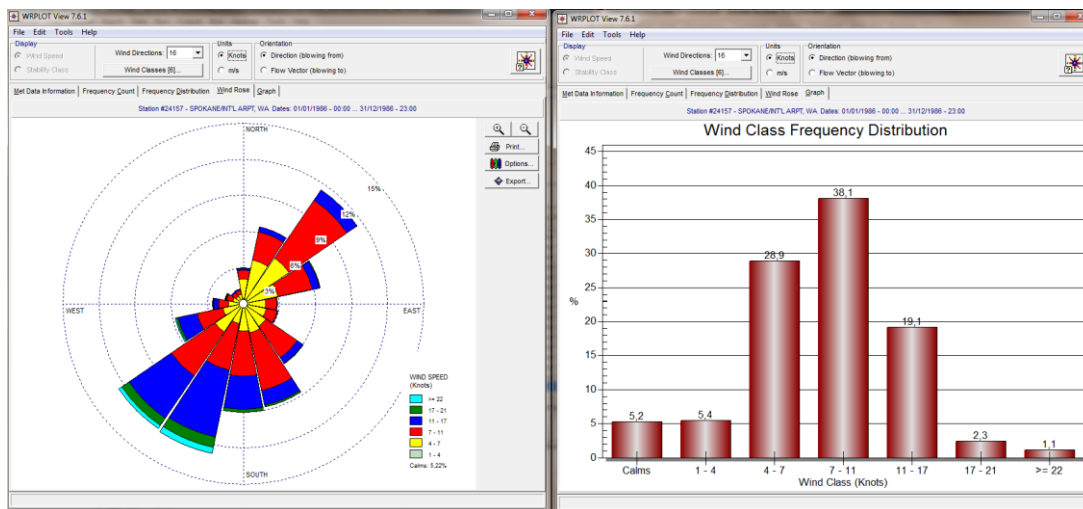 WRPLOT View 7.6.1
File Edit Tools Help
Display
Wind Speed
Stability Class
Wind Directions: 16
Wind Classes [6]...
Units
Knots
m/s
Orientation
Direction (blowing from)
Flow Vector (blowing to)
Met Data Information Frequency Count Frequency Distribution Wind Rose Graph
Station #24157 - SPOKANE/INT'L ARPT, WA Dates: 01/01/1986 - 00:00 ... 31/12/1986 - 23:00
NORTH
15%
12%
9%
6%
3%
WEST
EAST
SOUTH
Print...
Options...
Export...
WIND SPEED
(Knots)
>= 22
17 - 21
11 - 17
7 - 11
4 - 7
1 - 4
Calms: 5,22%
WRPLOT View 7.6.1
File Edit Tools Help
Display
Wind Speed
Stability Class
Wind Directions: 16
Wind Classes [6]...
Units
Knots
m/s
Orientation
Direction (blowing from)
Flow Vector (blowing to)
Met Data Information Frequency Count Frequency Distribution Wind Rose Graph
Station #24157 - SPOKANE/INT'L ARPT, WA Dates: 01/01/1986 - 00:00 ... 31/12/1986 - 23:00
Wind Class Frequency Distribution
45
40
35
30
25
%
20
15
10
5
0
5,2
5,4
28,9
38,1
19,1
2,3
1,1
Calms 1 - 4 4 - 7 7 - 11 11 - 17 17 - 21 >= 22
Wind Class (Knots)